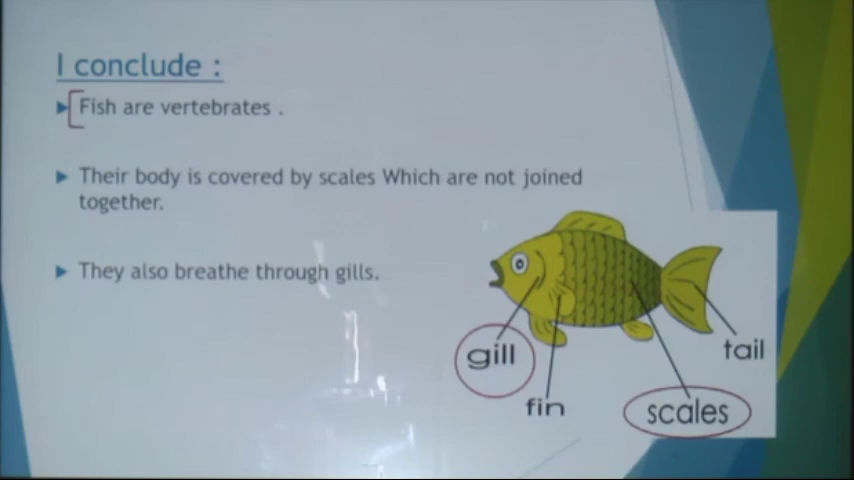 I conclude :
Fish are vertebrates .
Their body is covered by scales Which are not joined
together.
They also breathe through gills.
gill
tail
fin
scales